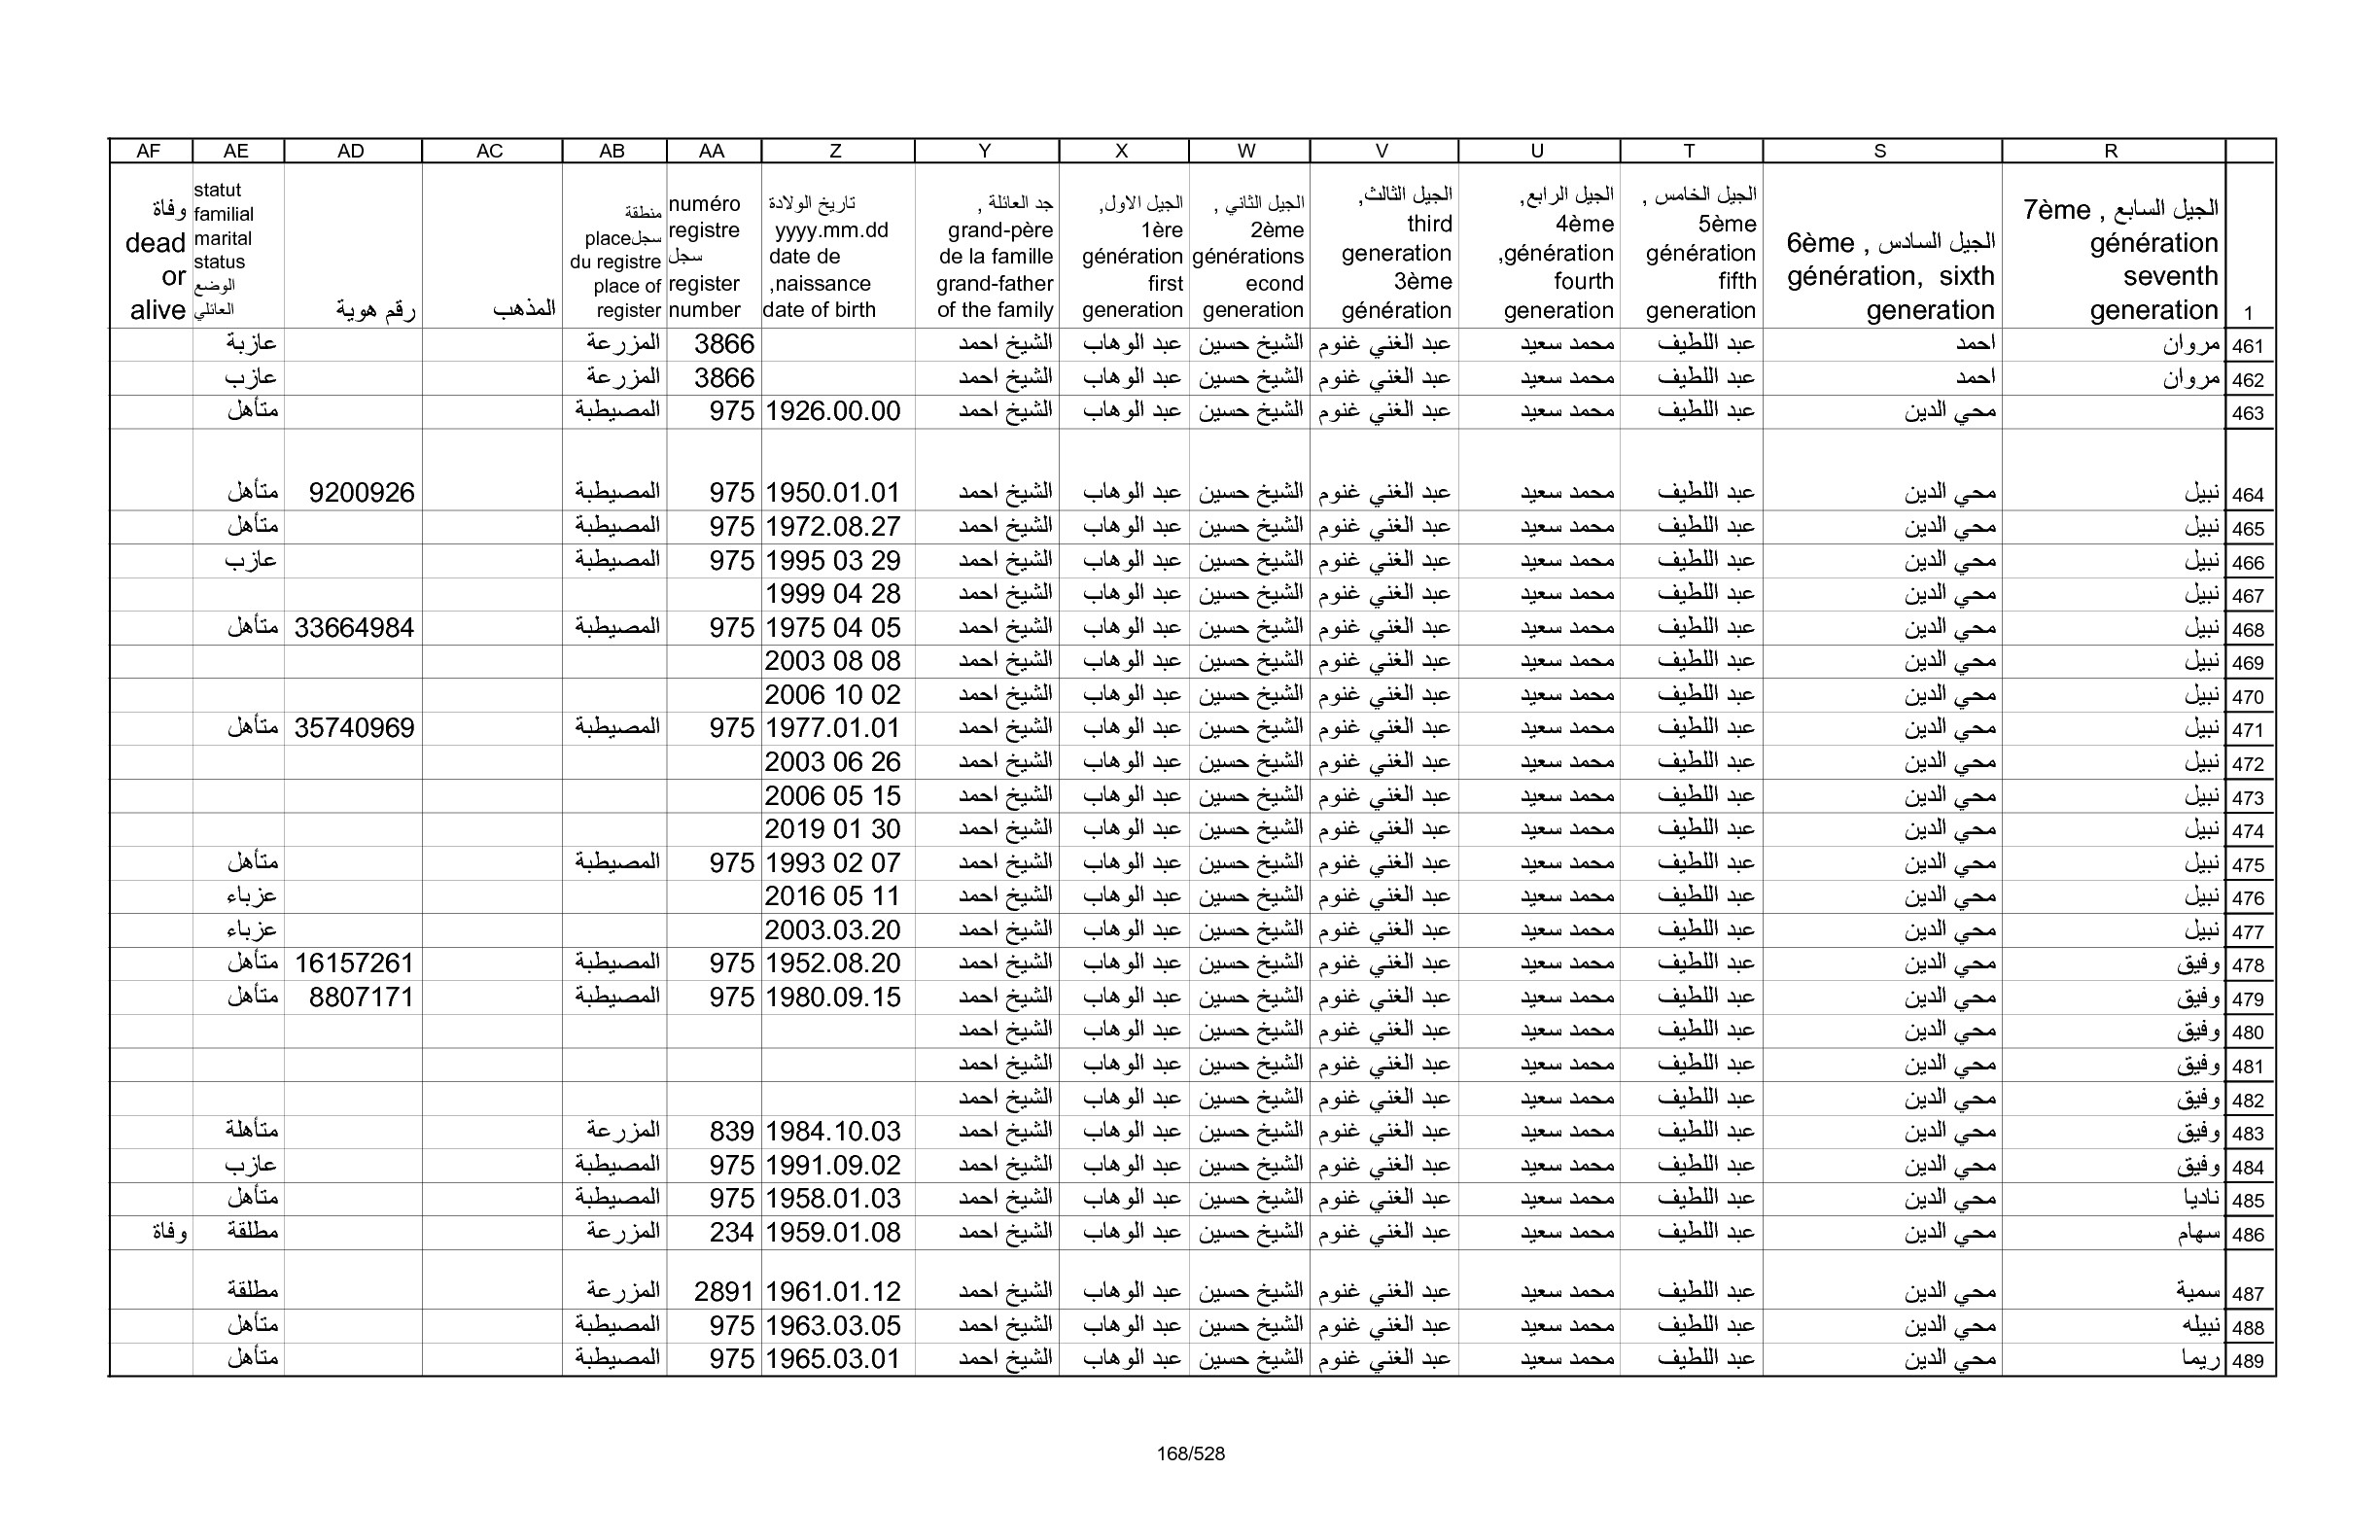 AF AE AD AC AB AA Z Y X W V U T S R
وفاة dead or alive | statut familial marital status الوضع العائلي | رقم هوية | المذهب | منطقة سجل place du registre place of register | numéro registre سجل register number | تاريخ الولادة yyyy.mm.dd date de naissance, date of birth | جد العائلة , grand-père de la famille grand-father of the family | الجيل الاول, 1ère génération first generation | الجيل الثاني , 2ème générations econd generation | الجيل الثالث, third generation 3ème génération | الجيل الرابع, 4ème génération, fourth generation | الجيل الخامس , 5ème génération fifth generation | الجيل السادس , 6ème génération, sixth generation | الجيل السابع , 7ème génération seventh generation | 1
عازبة المزرعة 3866 الشيخ احمد عبد الوهاب الشيخ حسين عبد الغني غنوم محمد سعيد عبد اللطيف احمد مروان 461
عازب المزرعة 3866 الشيخ احمد عبد الوهاب الشيخ حسين عبد الغني غنوم محمد سعيد عبد اللطيف احمد مروان 462
متأهل المصيطبة 975 1926.00.00 الشيخ احمد عبد الوهاب الشيخ حسين عبد الغني غنوم محمد سعيد عبد اللطيف محي الدين 463
متأهل 9200926 المصيطبة 975 1950.01.01 الشيخ احمد عبد الوهاب الشيخ حسين عبد الغني غنوم محمد سعيد عبد اللطيف محي الدين نبيل 464
متأهل المصيطبة 975 1972.08.27 الشيخ احمد عبد الوهاب الشيخ حسين عبد الغني غنوم محمد سعيد عبد اللطيف محي الدين نبيل 465
عازب المصيطبة 975 1995 03 29 الشيخ احمد عبد الوهاب الشيخ حسين عبد الغني غنوم محمد سعيد عبد اللطيف محي الدين نبيل 466
1999 04 28 الشيخ احمد عبد الوهاب الشيخ حسين عبد الغني غنوم محمد سعيد عبد اللطيف محي الدين نبيل 467
متأهل 33664984 المصيطبة 975 1975 04 05 الشيخ احمد عبد الوهاب الشيخ حسين عبد الغني غنوم محمد سعيد عبد اللطيف محي الدين نبيل 468
2003 08 08 الشيخ احمد عبد الوهاب الشيخ حسين عبد الغني غنوم محمد سعيد عبد اللطيف محي الدين نبيل 469
2006 10 02 الشيخ احمد عبد الوهاب الشيخ حسين عبد الغني غنوم محمد سعيد عبد اللطيف محي الدين نبيل 470
متأهل 35740969 المصيطبة 975 1977.01.01 الشيخ احمد عبد الوهاب الشيخ حسين عبد الغني غنوم محمد سعيد عبد اللطيف محي الدين نبيل 471
2003 06 26 الشيخ احمد عبد الوهاب الشيخ حسين عبد الغني غنوم محمد سعيد عبد اللطيف محي الدين نبيل 472
2006 05 15 الشيخ احمد عبد الوهاب الشيخ حسين عبد الغني غنوم محمد سعيد عبد اللطيف محي الدين نبيل 473
2019 01 30 الشيخ احمد عبد الوهاب الشيخ حسين عبد الغني غنوم محمد سعيد عبد اللطيف محي الدين نبيل 474
متأهل المصيطبة 975 1993 02 07 الشيخ احمد عبد الوهاب الشيخ حسين عبد الغني غنوم محمد سعيد عبد اللطيف محي الدين نبيل 475
عزباء 2016 05 11 الشيخ احمد عبد الوهاب الشيخ حسين عبد الغني غنوم محمد سعيد عبد اللطيف محي الدين نبيل 476
عزباء 2003.03.20 الشيخ احمد عبد الوهاب الشيخ حسين عبد الغني غنوم محمد سعيد عبد اللطيف محي الدين نبيل 477
متأهل 16157261 المصيطبة 975 1952.08.20 الشيخ احمد عبد الوهاب الشيخ حسين عبد الغني غنوم محمد سعيد عبد اللطيف محي الدين وفيق 478
متأهل 8807171 المصيطبة 975 1980.09.15 الشيخ احمد عبد الوهاب الشيخ حسين عبد الغني غنوم محمد سعيد عبد اللطيف محي الدين وفيق 479
الشيخ احمد عبد الوهاب الشيخ حسين عبد الغني غنوم محمد سعيد عبد اللطيف محي الدين وفيق 480
الشيخ احمد عبد الوهاب الشيخ حسين عبد الغني غنوم محمد سعيد عبد اللطيف محي الدين وفيق 481
الشيخ احمد عبد الوهاب الشيخ حسين عبد الغني غنوم محمد سعيد عبد اللطيف محي الدين وفيق 482
متأهلة المزرعة 839 1984.10.03 الشيخ احمد عبد الوهاب الشيخ حسين عبد الغني غنوم محمد سعيد عبد اللطيف محي الدين وفيق 483
عازب المصيطبة 975 1991.09.02 الشيخ احمد عبد الوهاب الشيخ حسين عبد الغني غنوم محمد سعيد عبد اللطيف محي الدين وفيق 484
متأهل المصيطبة 975 1958.01.03 الشيخ احمد عبد الوهاب الشيخ حسين عبد الغني غنوم محمد سعيد عبد اللطيف محي الدين ناديا 485
وفاة مطلقة المزرعة 234 1959.01.08 الشيخ احمد عبد الوهاب الشيخ حسين عبد الغني غنوم محمد سعيد عبد اللطيف محي الدين سهام 486
مطلقة المزرعة 2891 1961.01.12 الشيخ احمد عبد الوهاب الشيخ حسين عبد الغني غنوم محمد سعيد عبد اللطيف محي الدين سمية 487
متأهل المصيطبة 975 1963.03.05 الشيخ احمد عبد الوهاب الشيخ حسين عبد الغني غنوم محمد سعيد عبد اللطيف محي الدين نبيله 488
متأهل المصيطبة 975 1965.03.01 الشيخ احمد عبد الوهاب الشيخ حسين عبد الغني غنوم محمد سعيد عبد اللطيف محي الدين ريما 489
168/528